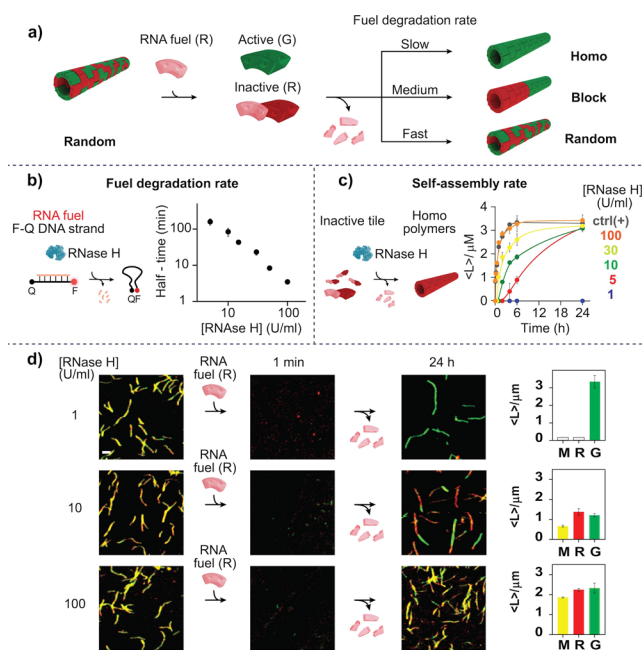 a)
RNA fuel (R)
Active (G)
Inactive (R)
Random
Fuel degradation rate
Slow
Medium
Fast
Homo
Block
Random
b)
Fuel degradation rate
RNA fuel
F-Q DNA strand
RNase H
Q
F
QF
Half - time (min)
100
10
1
10
100
[RNAse H] (U/ml)
c)
Self-assembly rate
Inactive tile
Homo
polymers
RNase H
<L>/μM
4
3
2
1
0
0
6
12
18
24
Time (h)
[RNase H]
(U/ml)
ctrl(+)
100
30
10
5
1
d)
[RNase H]
(U/ml)
RNA
fuel (R)
1 min
24 h
1
<L>/μm
3
2
1
0
M R G
RNA
fuel (R)
10
<L>/μm
3
2
1
0
M R G
RNA
fuel (R)
100
<L>/μm
3
2
1
0
M R G